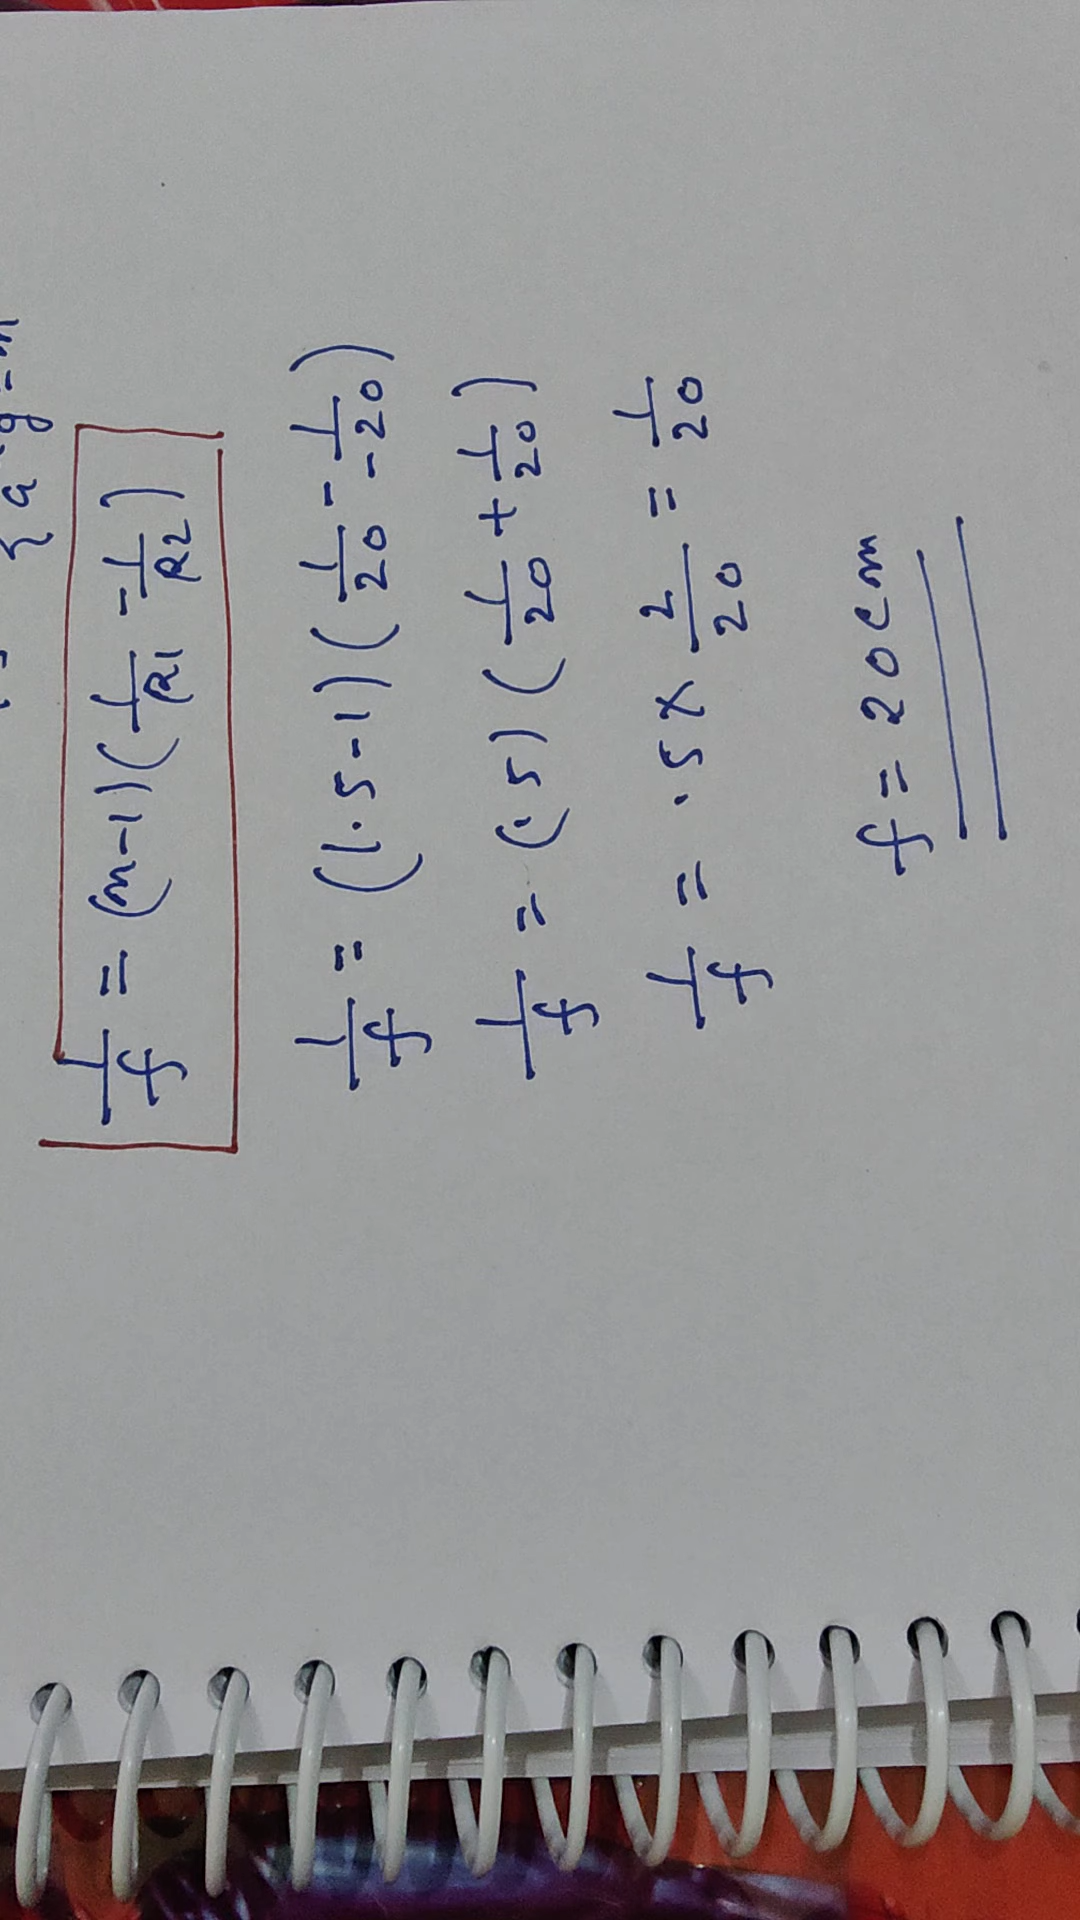 1/f = (m-1)(1/R1 - 1/R2)
1/f = (1.5-1)(1/20 - 1/-20)
1/f = (.5)(1/20 + 1/20)
1/f = .5 x 2/20 = 1/20
f = 20cm